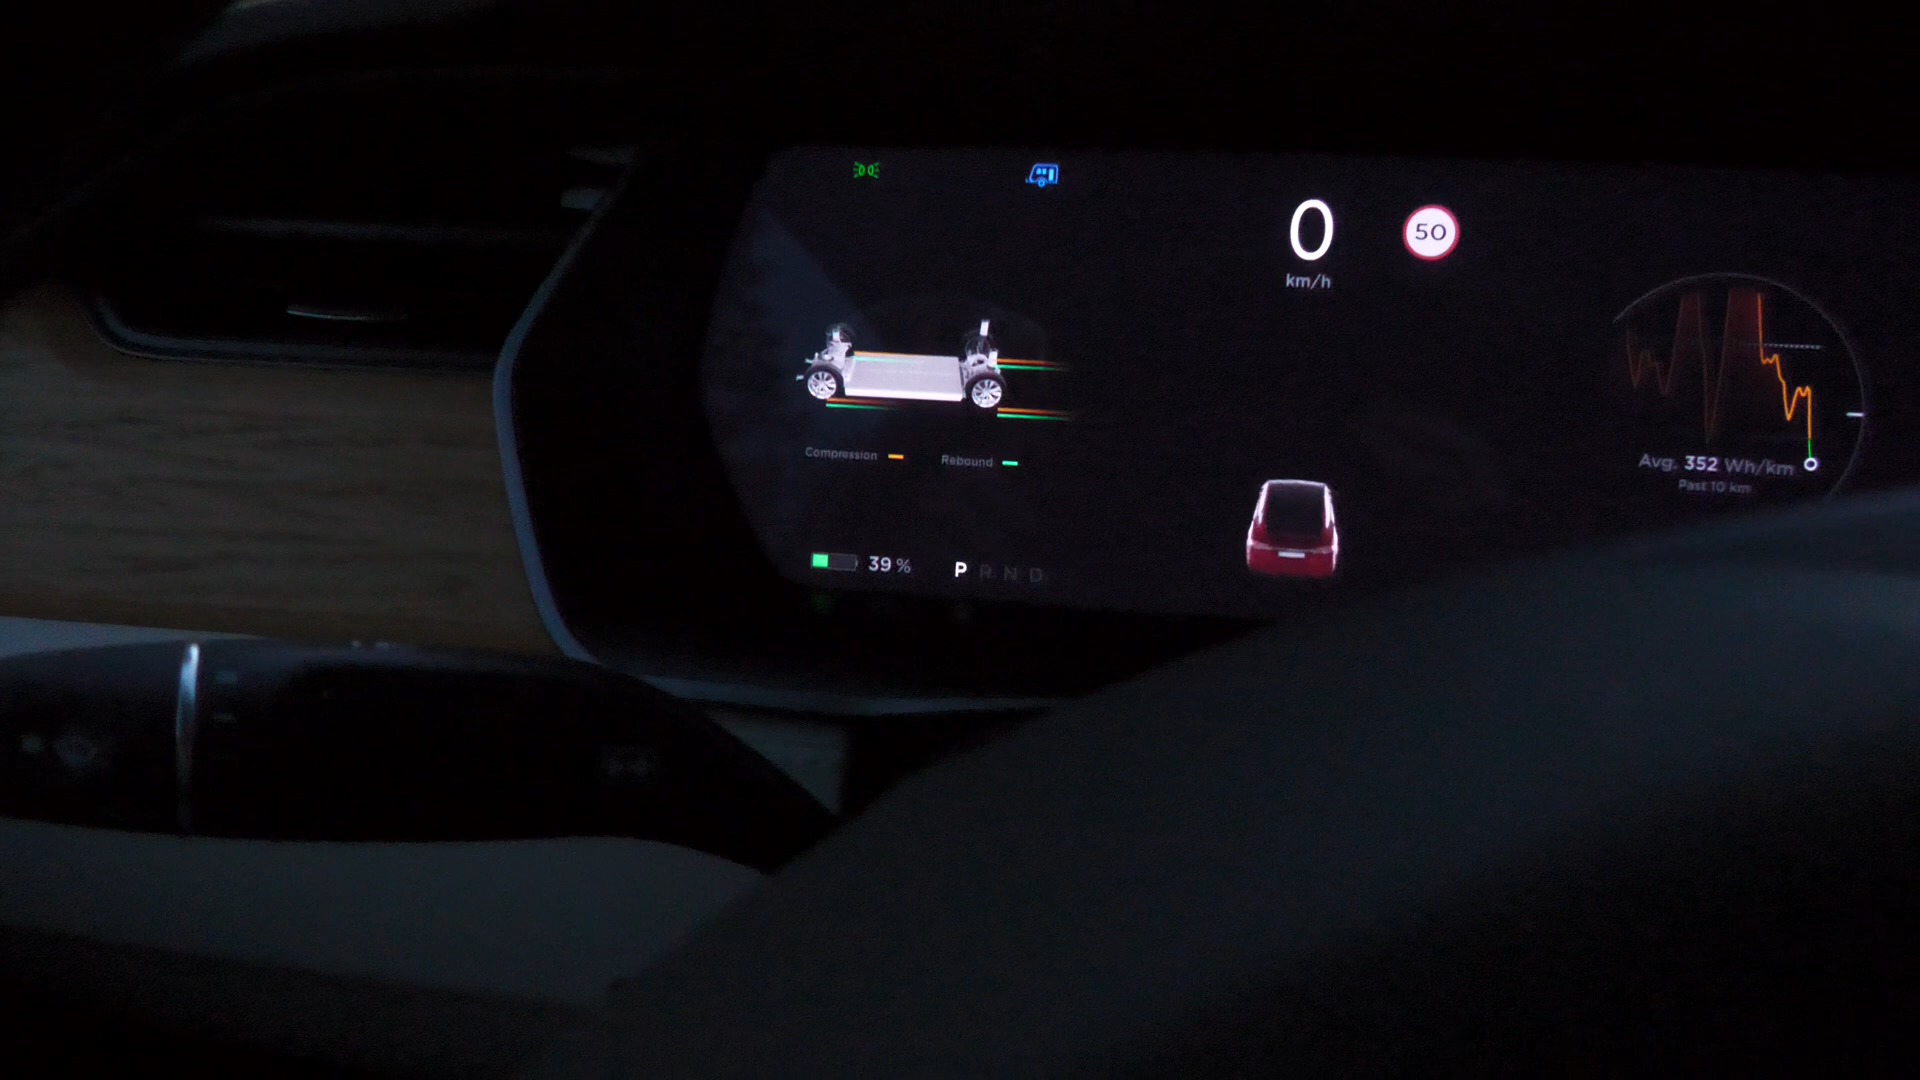 0
km/h
50
Compression
Rebound
Avg. 352 Wh/km
Past 10 km
39 %
P R N D